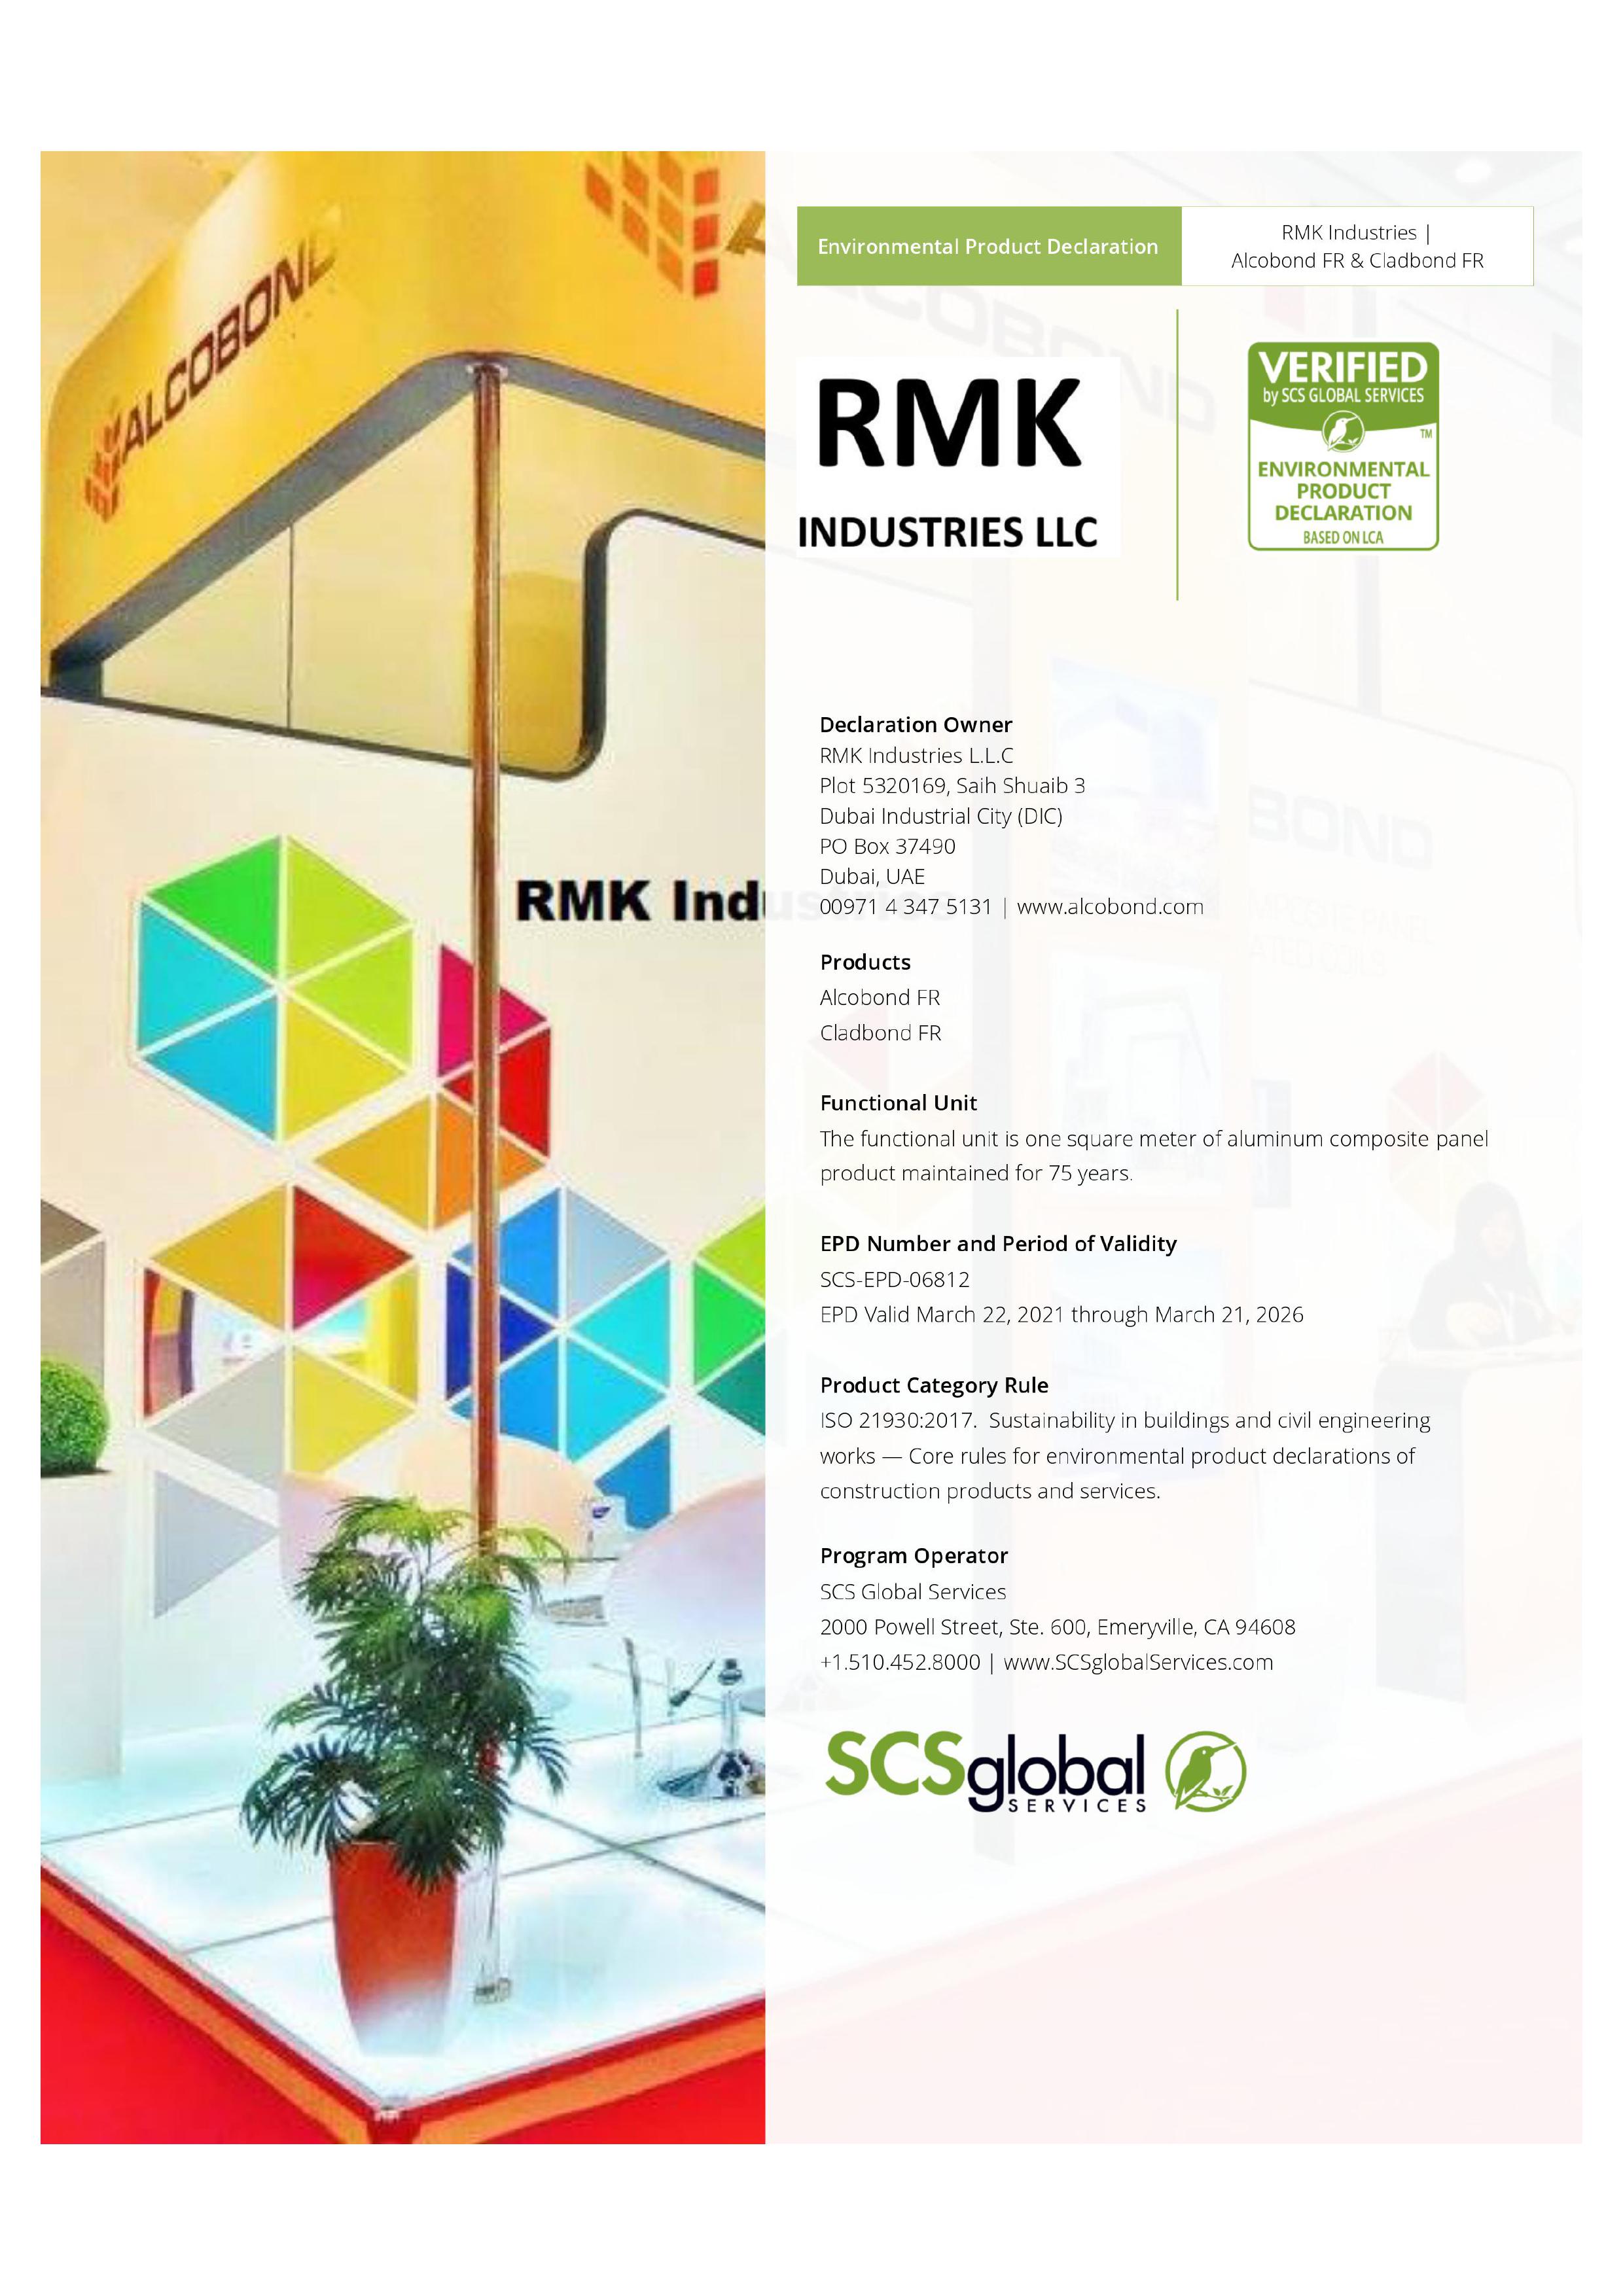 ALCOBOND
Environmental Product Declaration
RMK Industries |
Alcobond FR & Cladbond FR
RMK
INDUSTRIES LLC
VERIFIED
by SCS GLOBAL SERVICES
TM
ENVIRONMENTAL
PRODUCT
DECLARATION
BASED ON LCA
Declaration Owner
RMK Industries L.L.C
Plot 5320169, Saih Shuaib 3
Dubai Industrial City (DIC)
PO Box 37490
Dubai, UAE
00971 4 347 5131 | www.alcobond.com
RMK Industries
Products
Alcobond FR
Cladbond FR
Functional Unit
The functional unit is one square meter of aluminum composite panel
product maintained for 75 years.
EPD Number and Period of Validity
SCS-EPD-06812
EPD Valid March 22, 2021 through March 21, 2026
Product Category Rule
ISO 21930:2017.  Sustainability in buildings and civil engineering
works — Core rules for environmental product declarations of
construction products and services.
Program Operator
SCS Global Services
2000 Powell Street, Ste. 600, Emeryville, CA 94608
+1.510.452.8000 | www.SCSglobalServices.com
SCSglobal
SERVICES